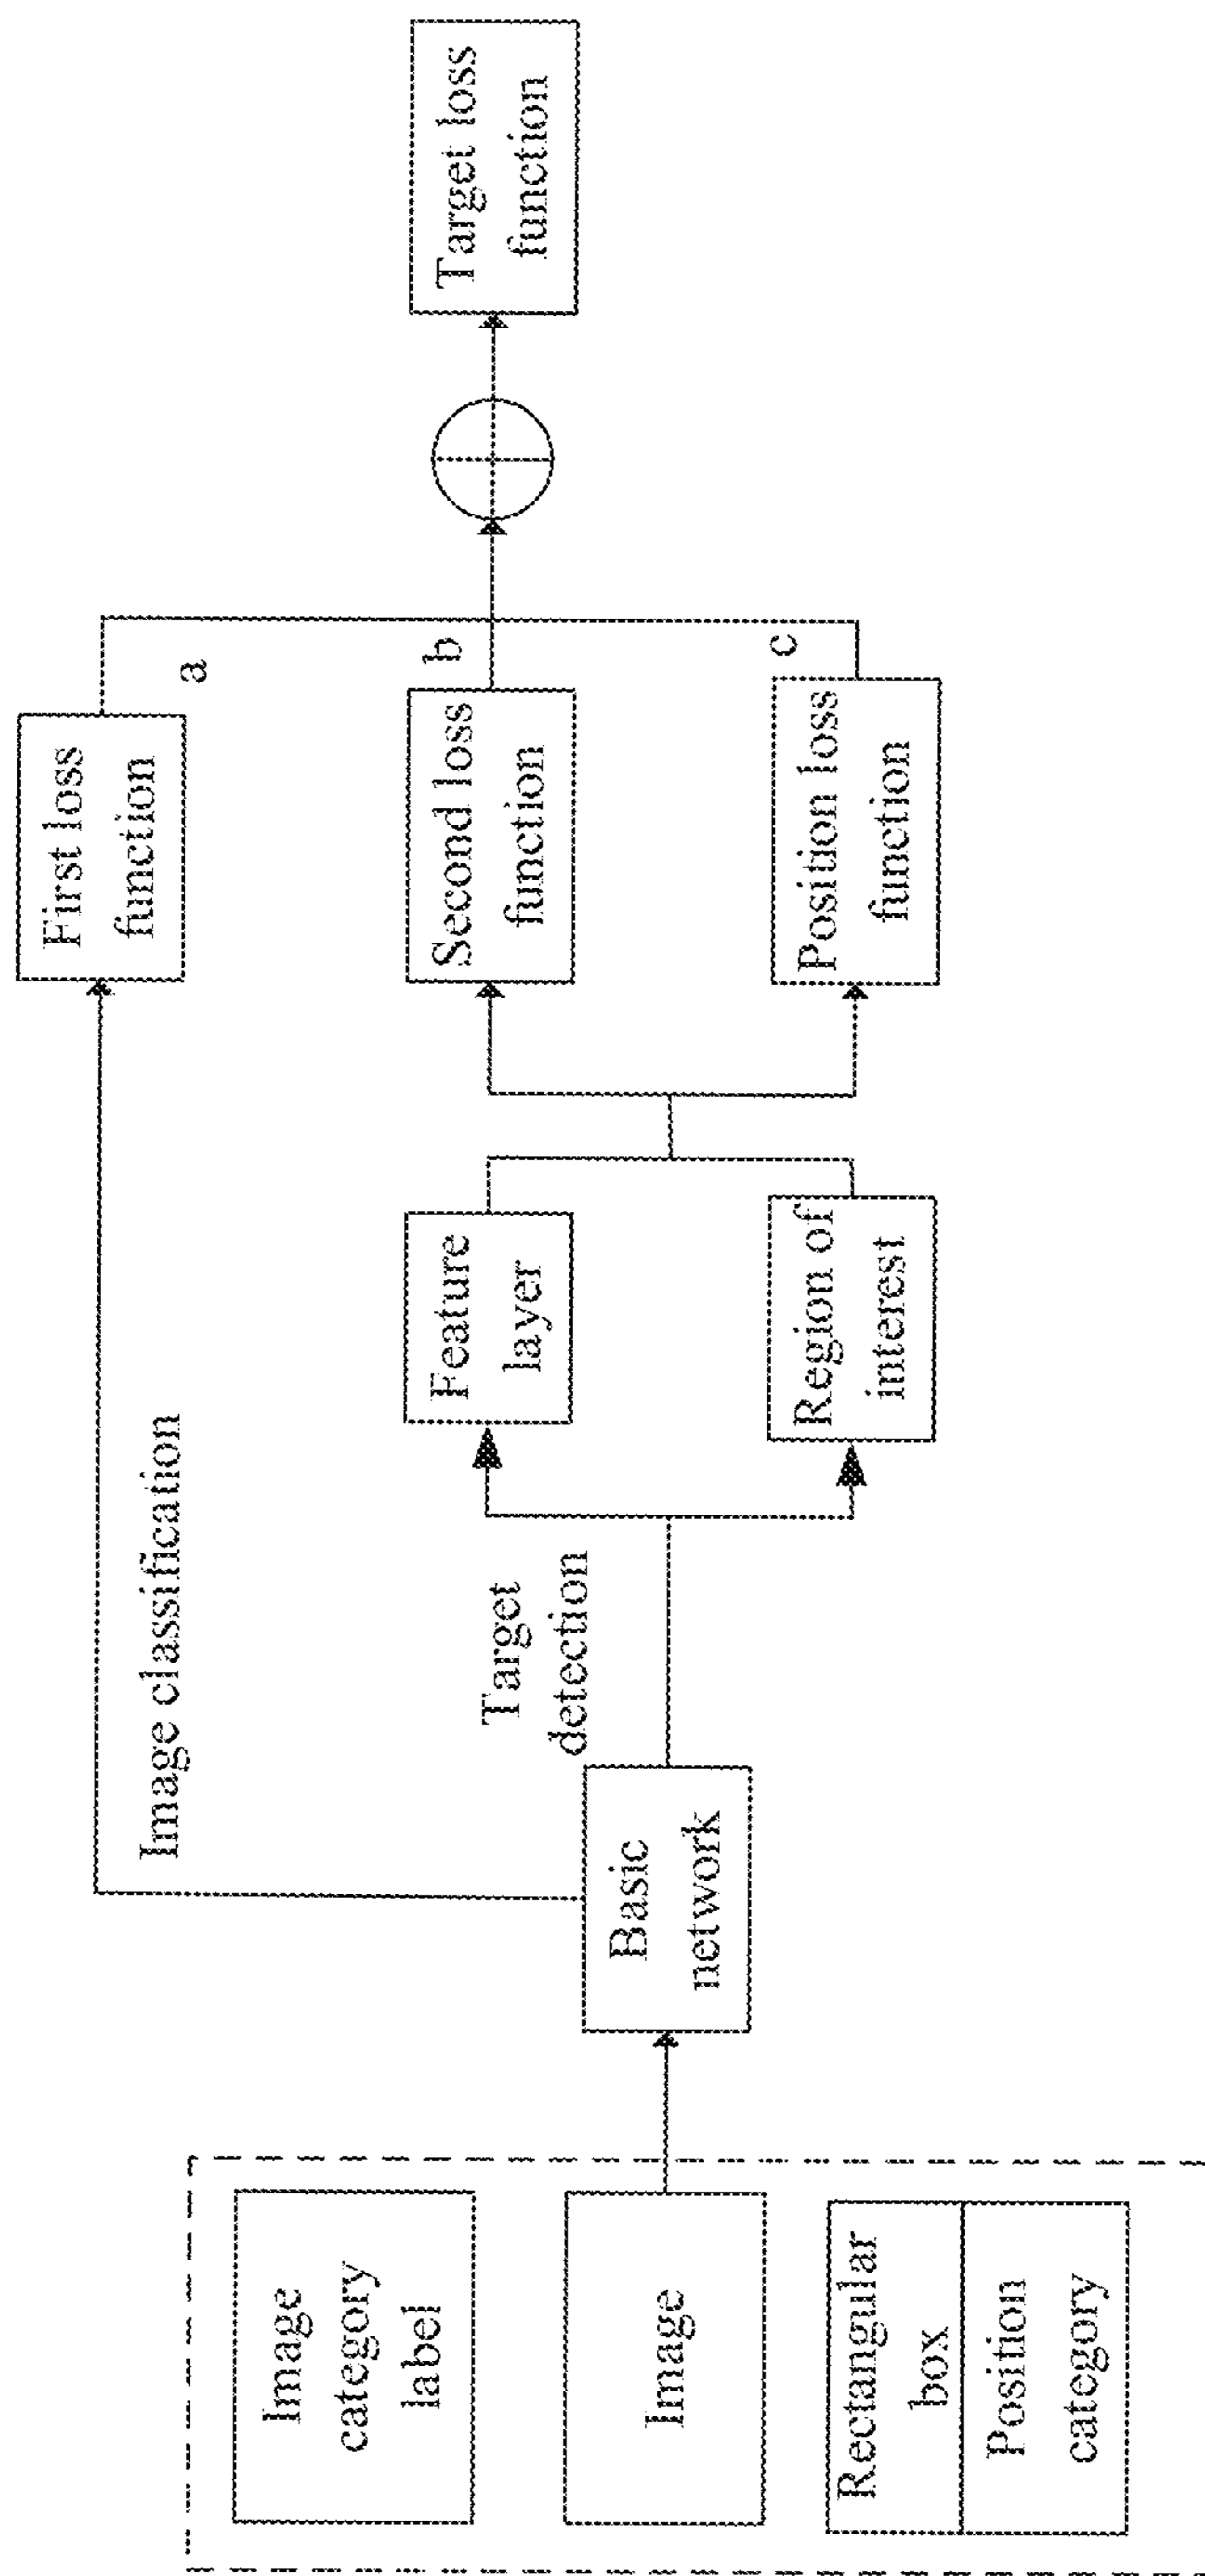 Image
category
label
Image
Rectangular
box
Position
category
Basic
network
Image classification
Target
detection
Feature
layer
Region of
interest
First loss
function
a
Second loss
function
b
Position loss
function
c
Target loss
function